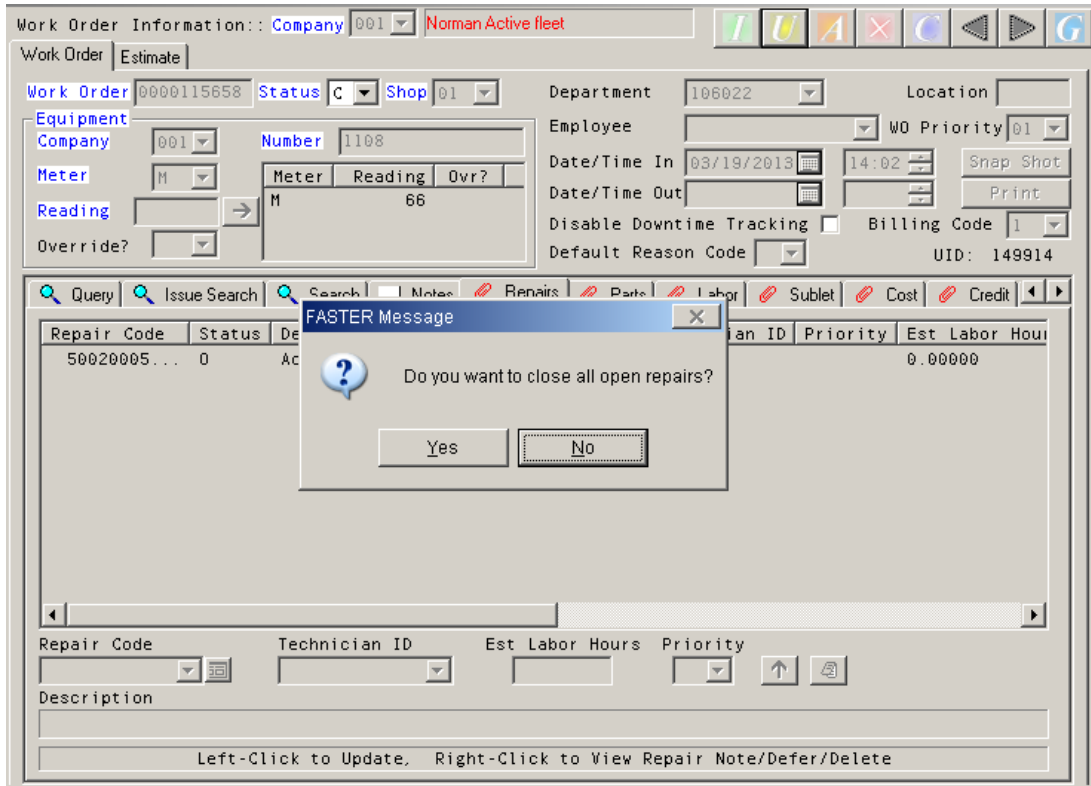 Work Order Information:: Company 001 Norman Active fleet I U A X C G
Work Order Estimate
Work Order 0000115658 Status C Shop 01 Department 106022 Location
Equipment
Company 001 Number 1108 Employee WO Priority 01
Meter M Meter Reading Ovr? Date/Time In 03/19/2013 14:02 Snap Shot
M 66 Date/Time Out Print
Reading
Disable Downtime Tracking Billing Code 1
Override? Default Reason Code UID: 149914
Query Issue Search Search Notes Repairs Parts Labor Sublet Cost Credit
FASTER Message
Repair Code Status De ian ID Priority Est Labor Hour
50020005... O Ac 0.00000
Do you want to close all open repairs?
Yes No
Repair Code Technician ID Est Labor Hours Priority
Description
Left-Click to Update, Right-Click to View Repair Note/Defer/Delete